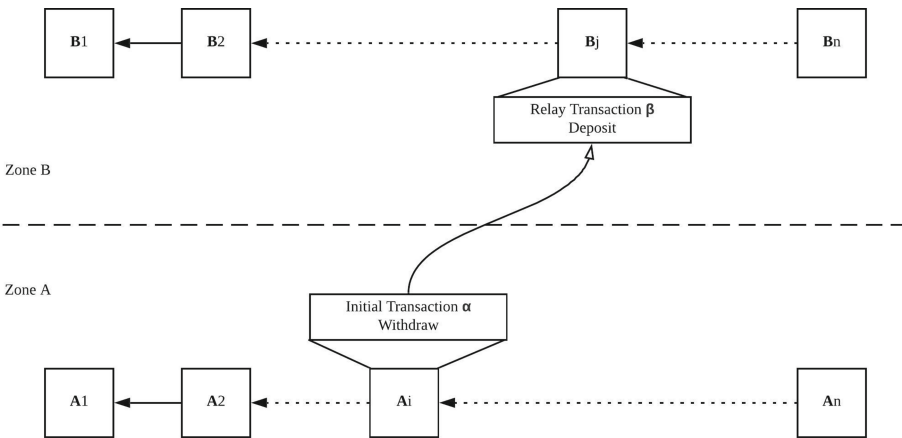 B1
B2
Bj
Bn
Relay Transaction β
Deposit
Zone B
Zone A
Initial Transaction α
Withdraw
A1
A2
Ai
An